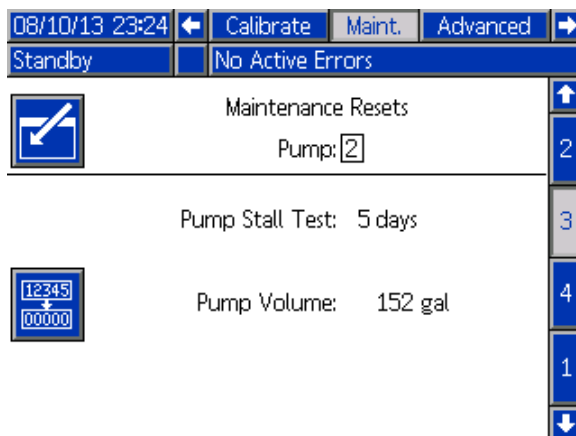 08/10/13 23:24 Calibrate Maint. Advanced
Standby No Active Errors
Maintenance Resets
Pump: 2
2
Pump Stall Test: 5 days
3
12345
00000
Pump Volume: 152 gal
4
1